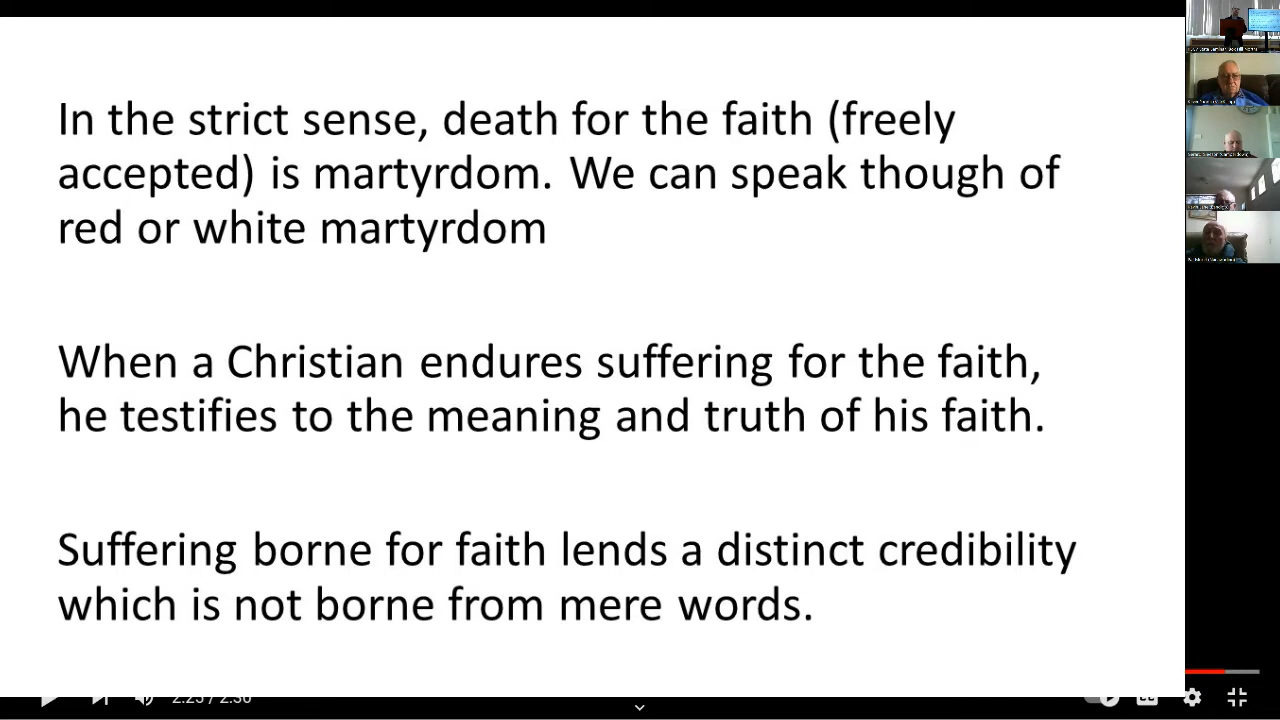 In the strict sense, death for the faith (freely
accepted) is martyrdom. We can speak though of
red or white martyrdom
When a Christian endures suffering for the faith,
he testifies to the meaning and truth of his faith.
Suffering borne for faith lends a distinct credibility
which is not borne from mere words.